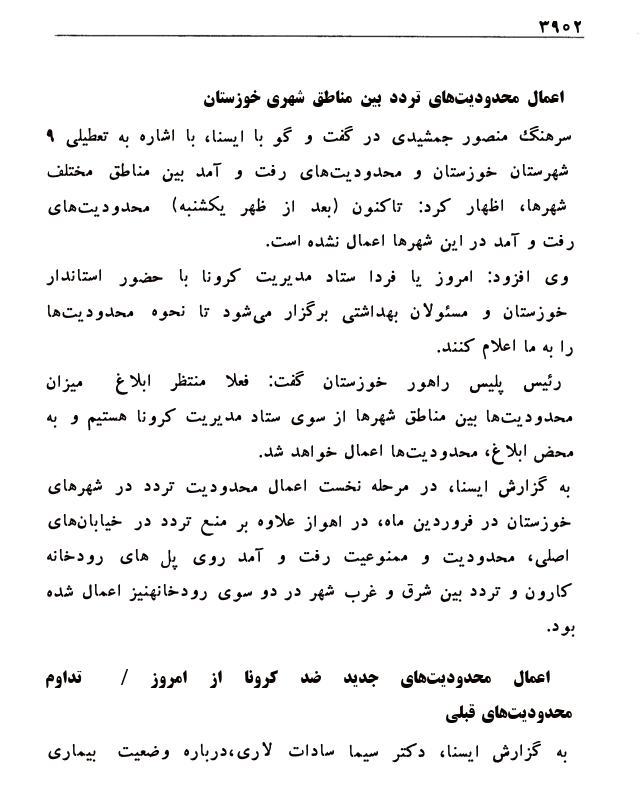 ۳۹۰۲
اعمال محدودیت‌های تردد بین مناطق شهری خوزستان
سرهنگ منصور جمشیدی در گفت و گو با ایسنا، با اشاره به تعطیلی ۹
شهرستان خوزستان و محدودیت‌های رفت و آمد بین مناطق مختلف
شهرها، اظهار کرد: تاکنون (بعد از ظهر یکشنبه) محدودیت‌های
رفت و آمد در این شهرها اعمال نشده است.
وی افزود: امروز یا فردا ستاد مدیریت کرونا با حضور استاندار
خوزستان و مسئولان بهداشتی برگزار می‌شود تا نحوه محدودیت‌ها
را به ما اعلام کنند.
رئیس پلیس راهور خوزستان گفت: فعلا منتظر ابلاغ میزان
محدودیت‌ها بین مناطق شهرها از سوی ستاد مدیریت کرونا هستیم و به
محض ابلاغ، محدودیت‌ها اعمال خواهد شد.
به گزارش ایسنا، در مرحله نخست اعمال محدودیت تردد در شهرهای
خوزستان در فروردین ماه، در اهواز علاوه بر منع تردد در خیابان‌های
اصلی، محدودیت و ممنوعیت رفت و آمد روی پل های رودخانه
کارون و تردد بین شرق و غرب شهر در دو سوی رودخانهنیز اعمال شده
بود.
اعمال محدودیت‌های جدید ضد کرونا از امروز / تداوم
محدودیت‌های قبلی
به گزارش ایسنا، دکتر سیما سادات لاری،درباره وضعیت بیماری